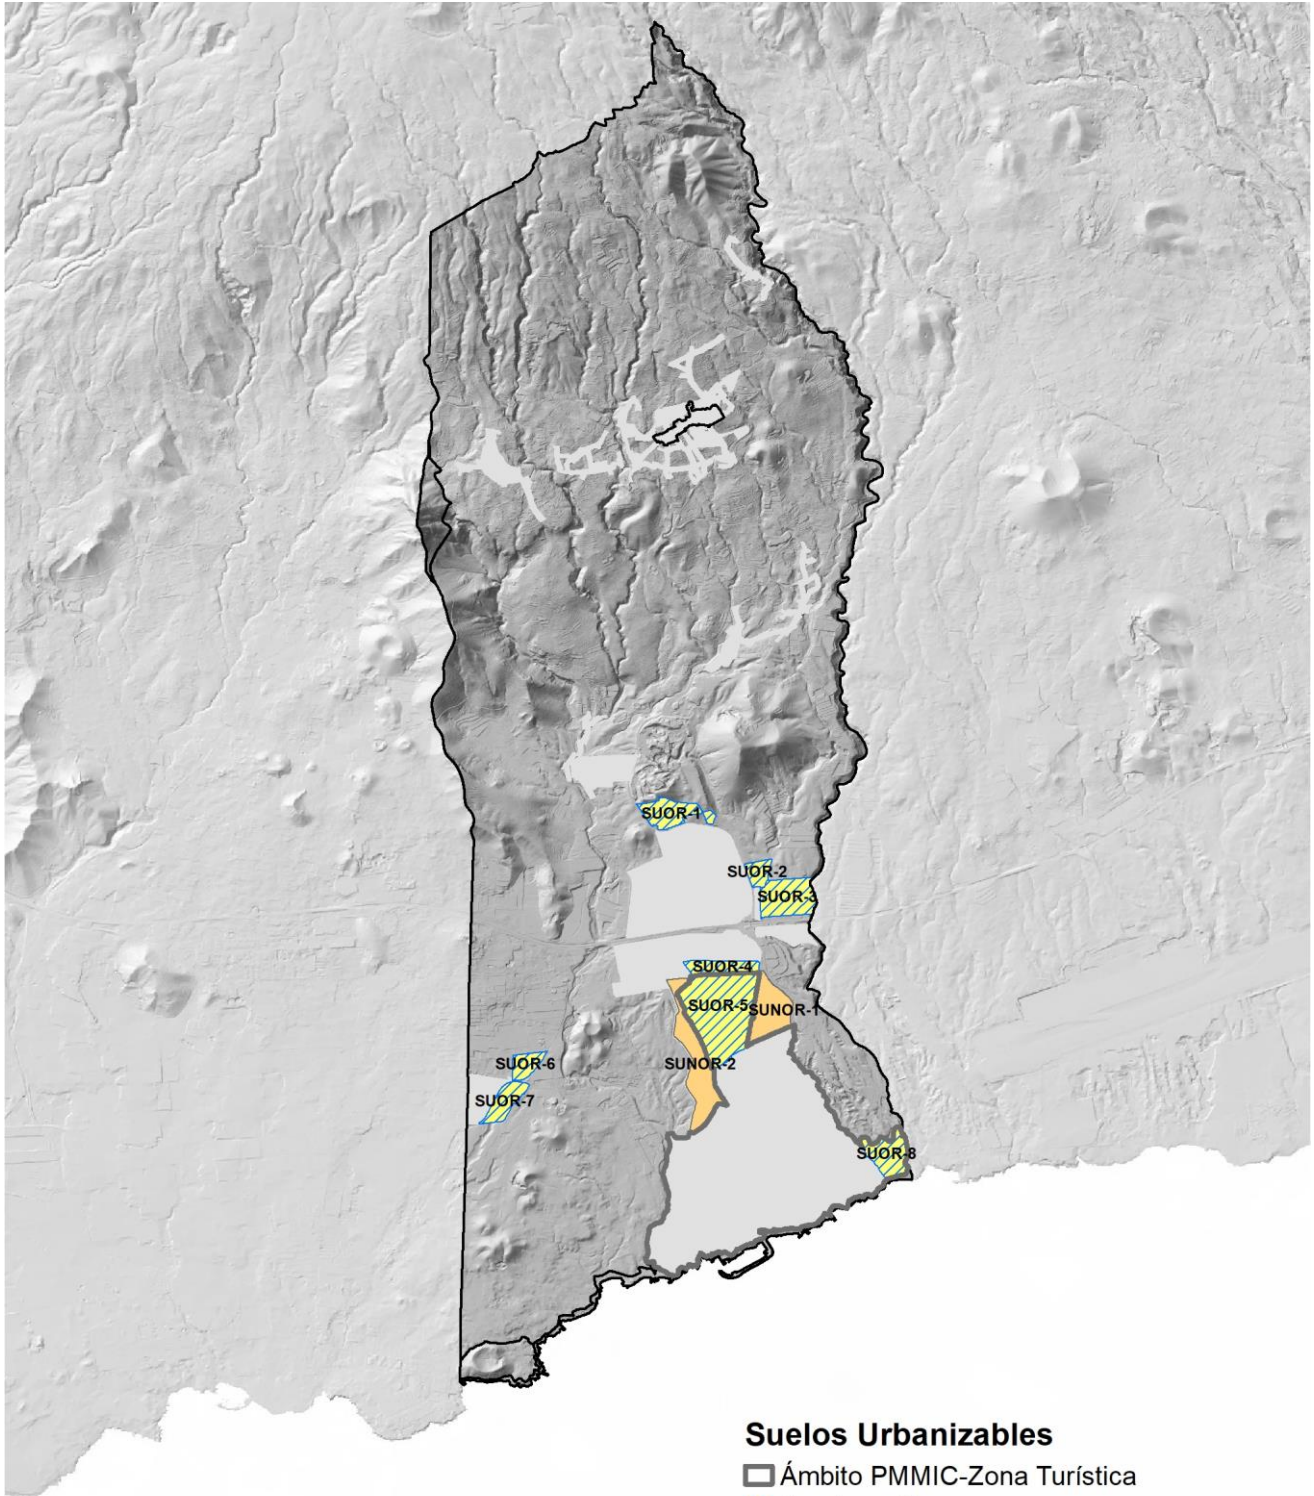 SUOR-1
SUOR-2
SUOR-3
SUOR-4
SUOR-5
SUNOR-1
SUOR-6
SUNOR-2
SUOR-7
SUOR-8
Suelos Urbanizables
Ámbito PMMIC-Zona Turística